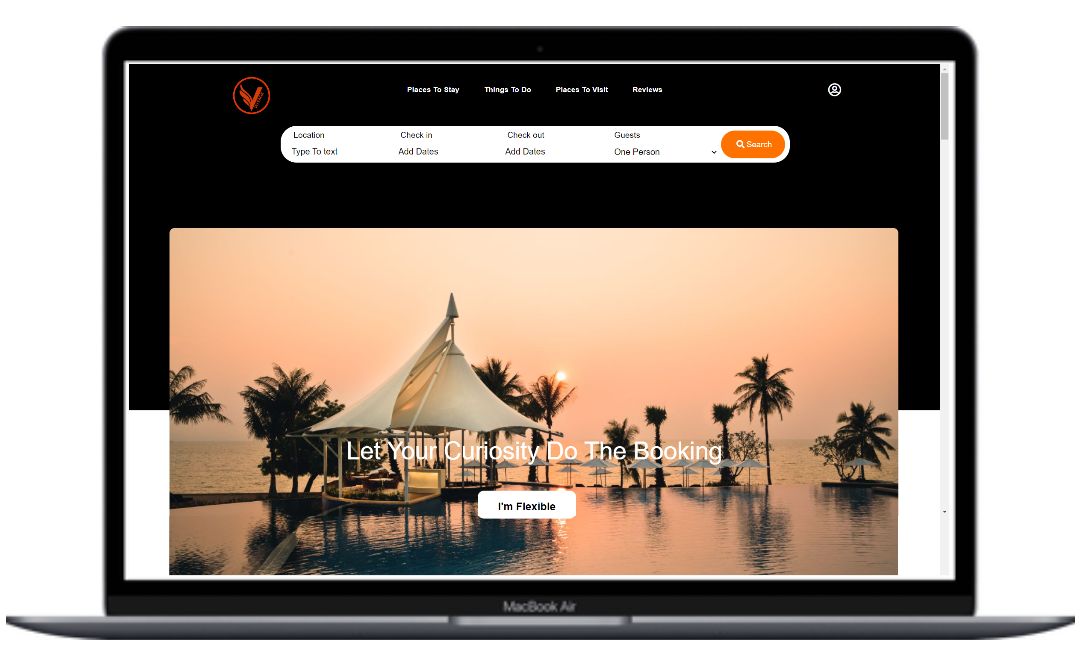 Places To Stay Things To Do Places To Visit Reviews
Location Check in Check out Guests
Type To text Add Dates Add Dates One Person Search
Let Your Curiosity Do The Booking
I'm Flexible
MacBook Air